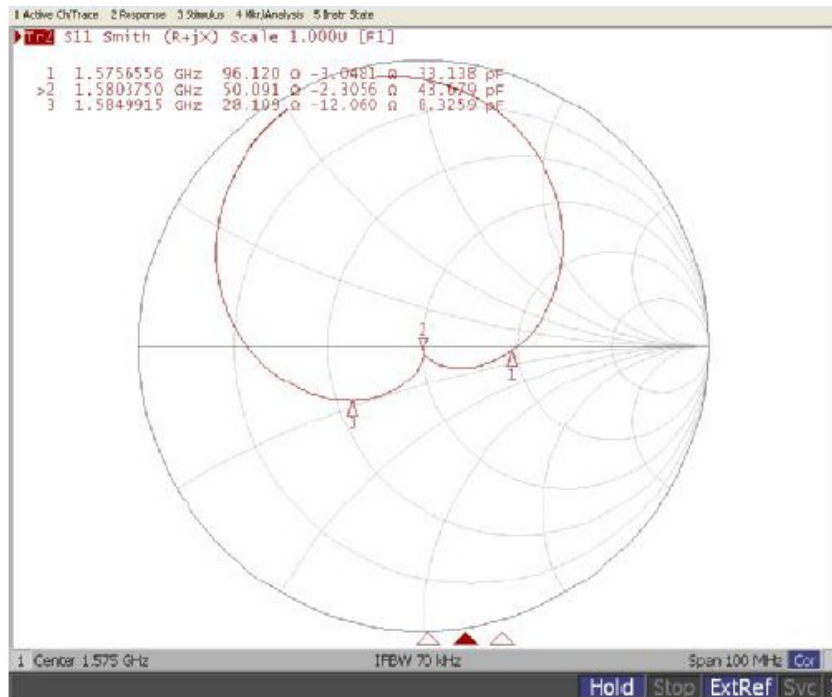 1 Active Ch/Trace 2 Response 3 Stimulus 4 Mkr/Analysis 5 Instr State
Tr2 S11 Smith (R+jX) Scale 1.000U [F1]
1 1.5756556 GHz 96.120 Ω -3.0481 Ω 33.138 pF
>2 1.5803750 GHz 50.091 Ω -2.3056 Ω 43.679 pF
3 1.5849915 GHz 28.109 Ω -12.060 Ω 8.3259 pF
2
1
3
1 Center 1.575 GHz IFBW 70 kHz Span 100 MHz Cor
Hold Stop ExtRef Svc